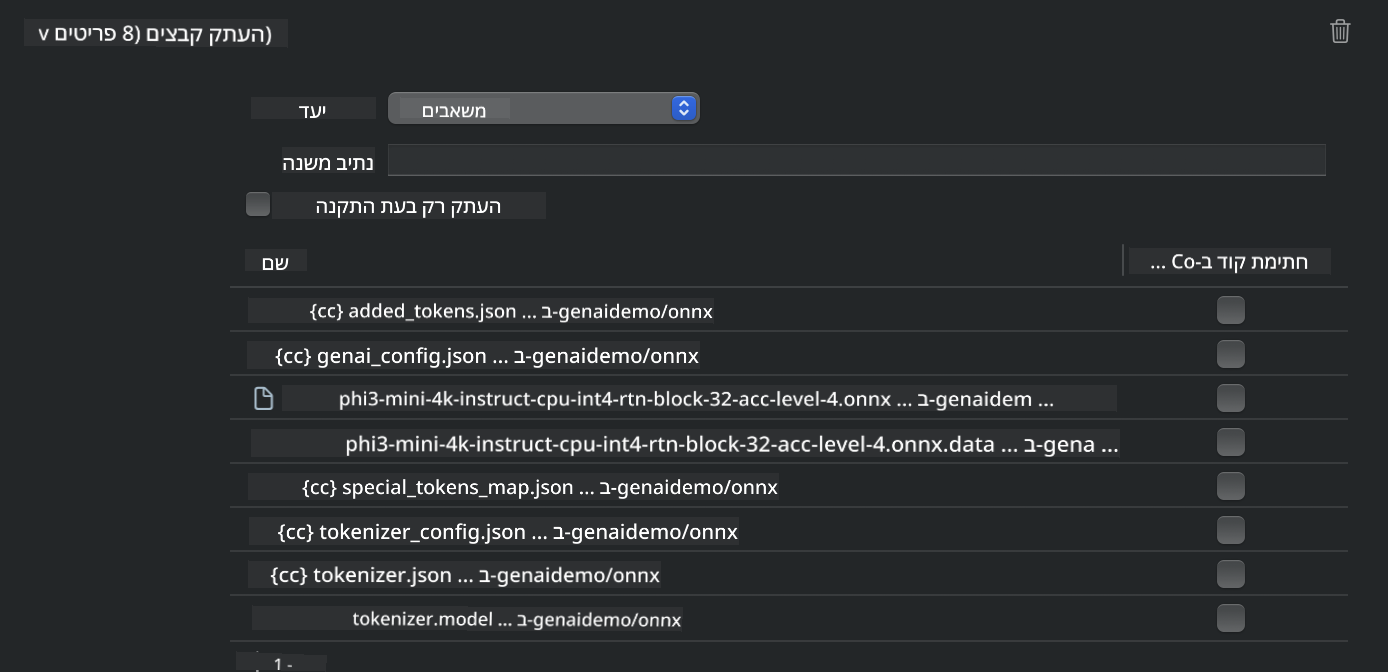 העתק קבצים (8 פריטים) v
יעד
משאבים
נתיב משנה
העתק רק בעת התקנה
שם
חתימת קוד ב-Co ...
{cc} added_tokens.json ... ב-genaidemo/onnx
{cc} genai_config.json ... ב-genaidemo/onnx
phi3-mini-4k-instruct-cpu-int4-rtn-block-32-acc-level-4.onnx ... ב-genaidem ...
phi3-mini-4k-instruct-cpu-int4-rtn-block-32-acc-level-4.onnx.data ... ב-gena ...
{cc} special_tokens_map.json ... ב-genaidemo/onnx
{cc} tokenizer_config.json ... ב-genaidemo/onnx
{cc} tokenizer.json ... ב-genaidemo/onnx
tokenizer.model ... ב-genaidemo/onnx
1 -